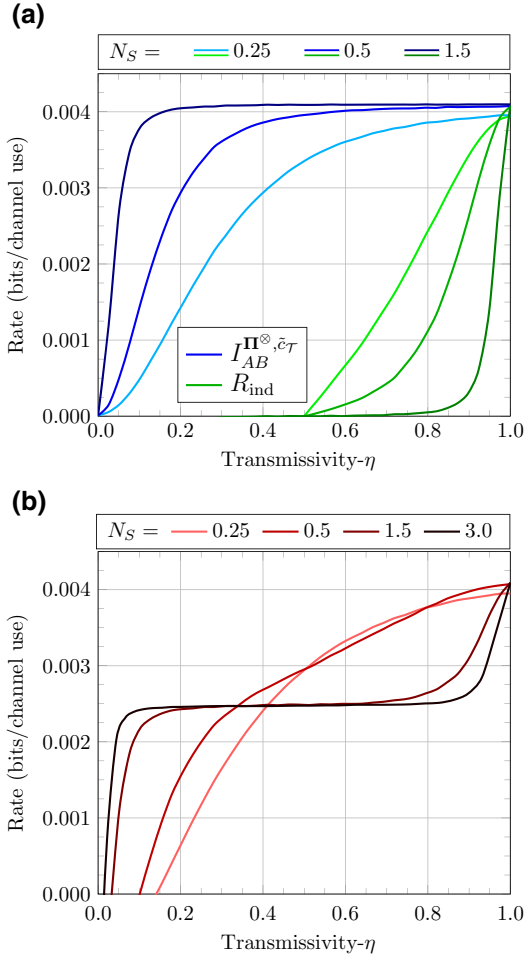 (a)
N_S = 0.25 0.5 1.5
0.004
0.003
0.002
0.001
0.000
Rate (bits/channel use)
I_{AB}^{Π^⊗, c̃_𝒯}
R_ind
0.0 0.2 0.4 0.6 0.8 1.0
Transmissivity-η
(b)
N_S = 0.25 0.5 1.5 3.0
0.004
0.003
0.002
0.001
0.000
Rate (bits/channel use)
0.0 0.2 0.4 0.6 0.8 1.0
Transmissivity-η